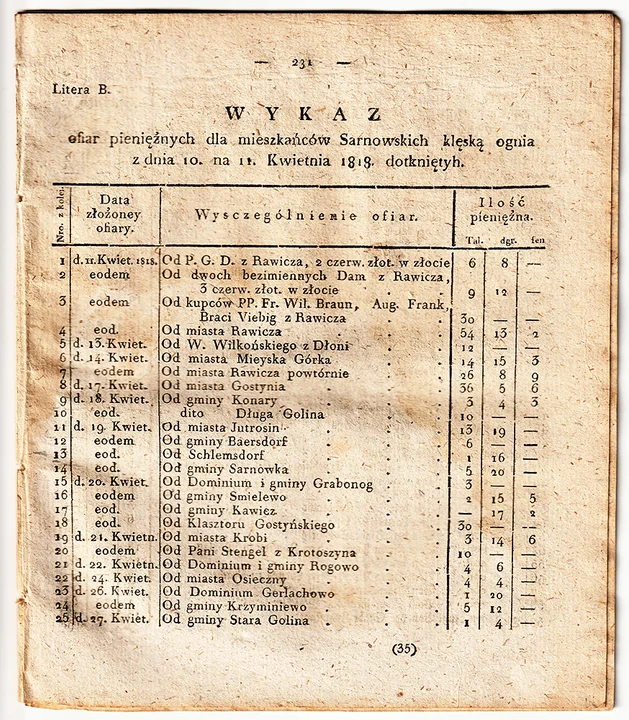 — 231 —
Litera B.
WYKAZ
ofiar pieniężnych dla mieszkańców Sarnowskich klęską ognia
z dnia 10. na 11. Kwietnia 1818. dotkniętyh.
Nro. z kolei. Data złożoney ofiary. Wyszczególnienie ofiar. Ilość pieniężna.
Tal. dgr. fen
1 d. 11. Kwiet. 1818. Od P. G. D. z Rawicza, 2 czerw. złot. w złocie 6 8 —
2 eodem Od dwoch bezimiennych Dam z Rawicza,
3 czerw. złot. w złocie 9 12 —
3 eodem Od kupców PP. Fr. Wil. Braun, Aug. Frank,
Braci Viebig z Rawicza 30 — —
4 eod. Od miasta Rawicza 54 13 2
5 d. 13. Kwiet. Od W. Wilkońskiego z Dłoni 12 — —
6 d. 14. Kwiet. Od miasta Mieyska Górka 14 15 3
7 eodem Od miasta Rawicza powtórnie 26 8 9
8 d. 17. Kwiet. Od miasta Gostynia 36 5 6
9 d. 18. Kwiet. Od gminy Konary 3 4 3
10 eod. dito Długa Golina 10 — —
11 d. 19. Kwiet. Od miasta Jutrosin 13 19 —
12 eodem Od gminy Baersdorf 6 — —
13 eod. Od Schlemsdorf 1 16 —
14 eod. Od gminy Sarnowka 5 20 —
15 d. 20. Kwiet. Od Dominium i gminy Grabonog 3 — —
16 eodem Od gminy Smielewo 2 15 5
17 eod. Od gminy Kawicz — 17 2
18 eod. Od Klasztoru Gostyńskiego 30 — —
19 d. 21. Kwietn. Od miasta Krobi 3 14 6
20 eodem Od Pani Stengel z Krotoszyna 10 — —
21 d. 22. Kwietn. Od Dominium i gminy Rogowo 4 6 —
22 d. 24. Kwiet. Od miasta Osieczny 4 4 —
23 d. 26. Kwiet. Od Dominium Gerlachowo 1 20 —
24 eodem Od gminy Krzyminiewo 5 12 —
25 d. 29. Kwiet. Od gminy Stara Golina 1 4 —
(35)